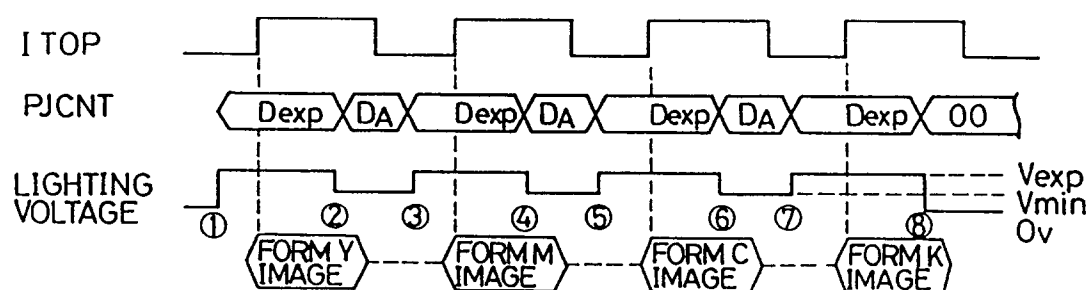 I TOP
PJCNT
Dexp DA Dexp DA Dexp DA Dexp 00
LIGHTING
VOLTAGE
Vexp
Vmin
0v
① ② ③ ④ ⑤ ⑥ ⑦ ⑧
FORM Y
IMAGE
FORM M
IMAGE
FORM C
IMAGE
FORM K
IMAGE